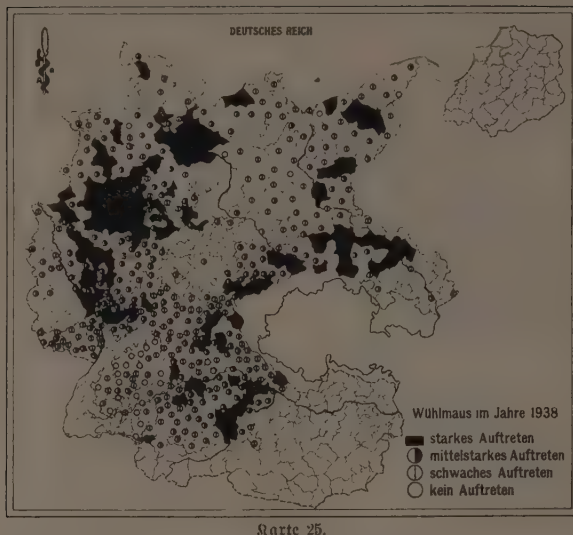 DEUTSCHES REICH
Wühlmaus im Jahre 1938
starkes Auftreten
mittelstarkes Auftreten
schwaches Auftreten
kein Auftreten
Karte 25.